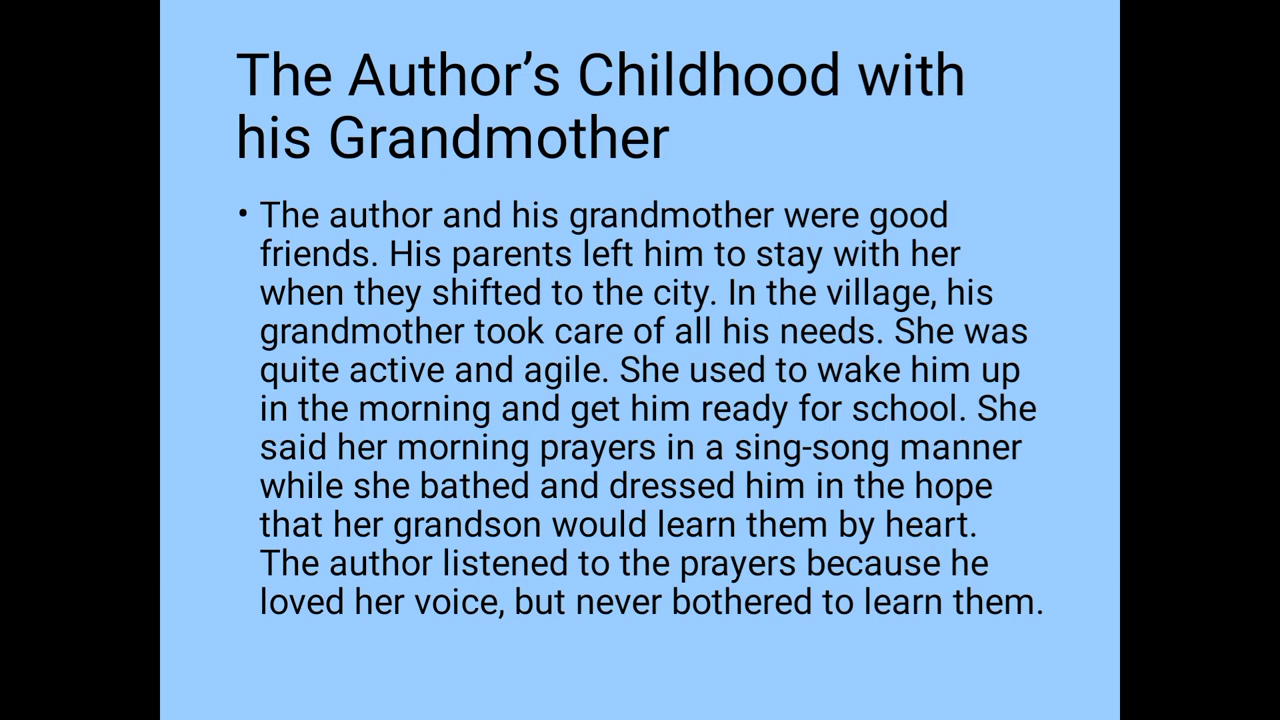 The Author’s Childhood with
his Grandmother
• The author and his grandmother were good
friends. His parents left him to stay with her
when they shifted to the city. In the village, his
grandmother took care of all his needs. She was
quite active and agile. She used to wake him up
in the morning and get him ready for school. She
said her morning prayers in a sing-song manner
while she bathed and dressed him in the hope
that her grandson would learn them by heart.
The author listened to the prayers because he
loved her voice, but never bothered to learn them.